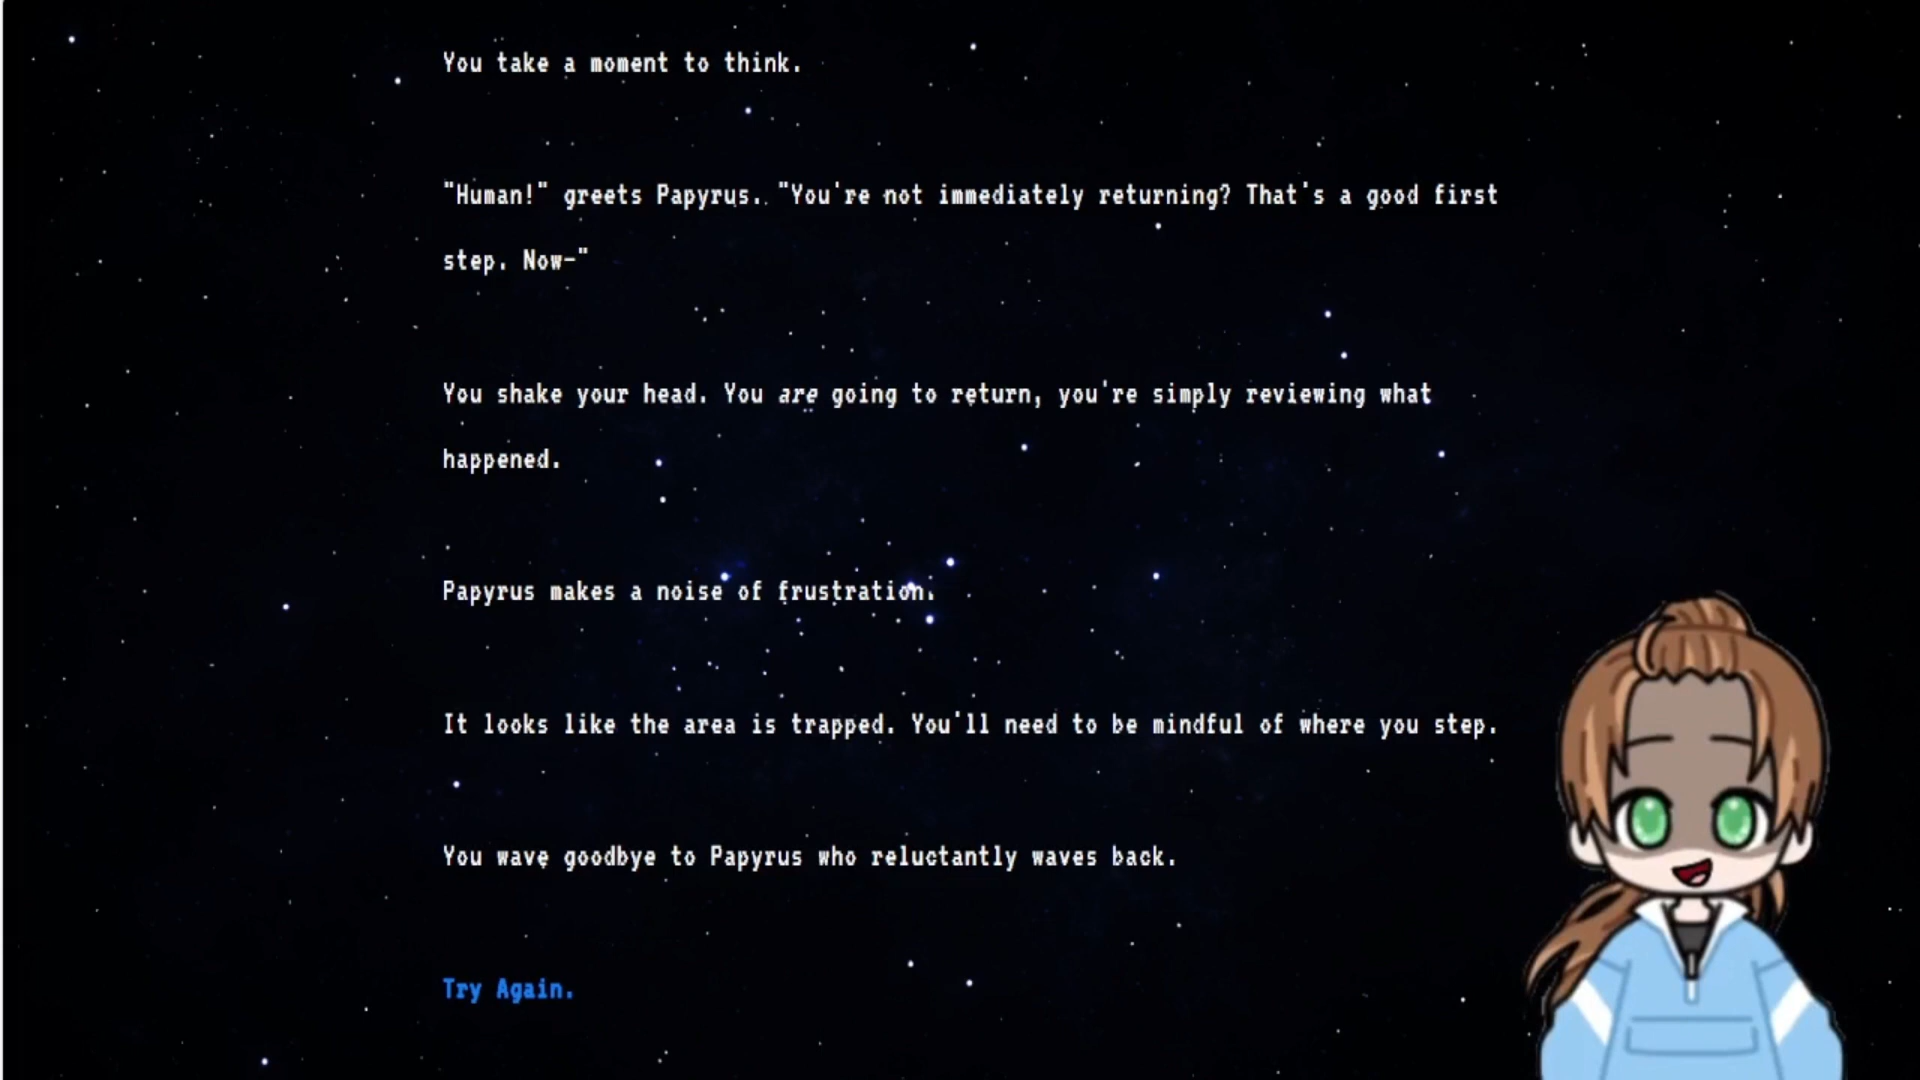 You take a moment to think.
"Human!" greets Papyrus. "You're not immediately returning? That's a good first
step. Now-"
You shake your head. You are going to return, you're simply reviewing what
happened.
Papyrus makes a noise of frustration.
It looks like the area is trapped. You'll need to be mindful of where you step.
You wave goodbye to Papyrus who reluctantly waves back.
Try Again.